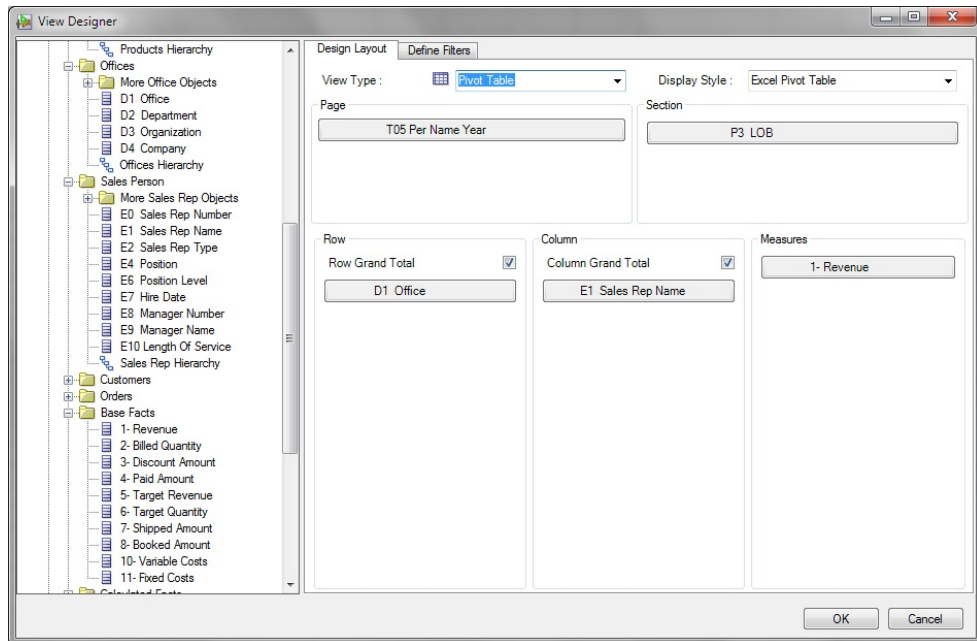 View Designer
Products Hierarchy
Offices
More Office Objects
D1 Office
D2 Department
D3 Organization
D4 Company
Offices Hierarchy
Sales Person
More Sales Rep Objects
E0 Sales Rep Number
E1 Sales Rep Name
E2 Sales Rep Type
E4 Position
E6 Position Level
E7 Hire Date
E8 Manager Number
E9 Manager Name
E10 Length Of Service
Sales Rep Hierarchy
Customers
Orders
Base Facts
1- Revenue
2- Billed Quantity
3- Discount Amount
4- Paid Amount
5- Target Revenue
6- Target Quantity
7- Shipped Amount
8- Booked Amount
10- Variable Costs
11- Fixed Costs
Calculated Facts
Design Layout Define Filters
View Type : Pivot Table Display Style : Excel Pivot Table
Page
T05 Per Name Year
Section
P3 LOB
Row
Row Grand Total
D1 Office
Column
Column Grand Total
E1 Sales Rep Name
Measures
1- Revenue
OK Cancel